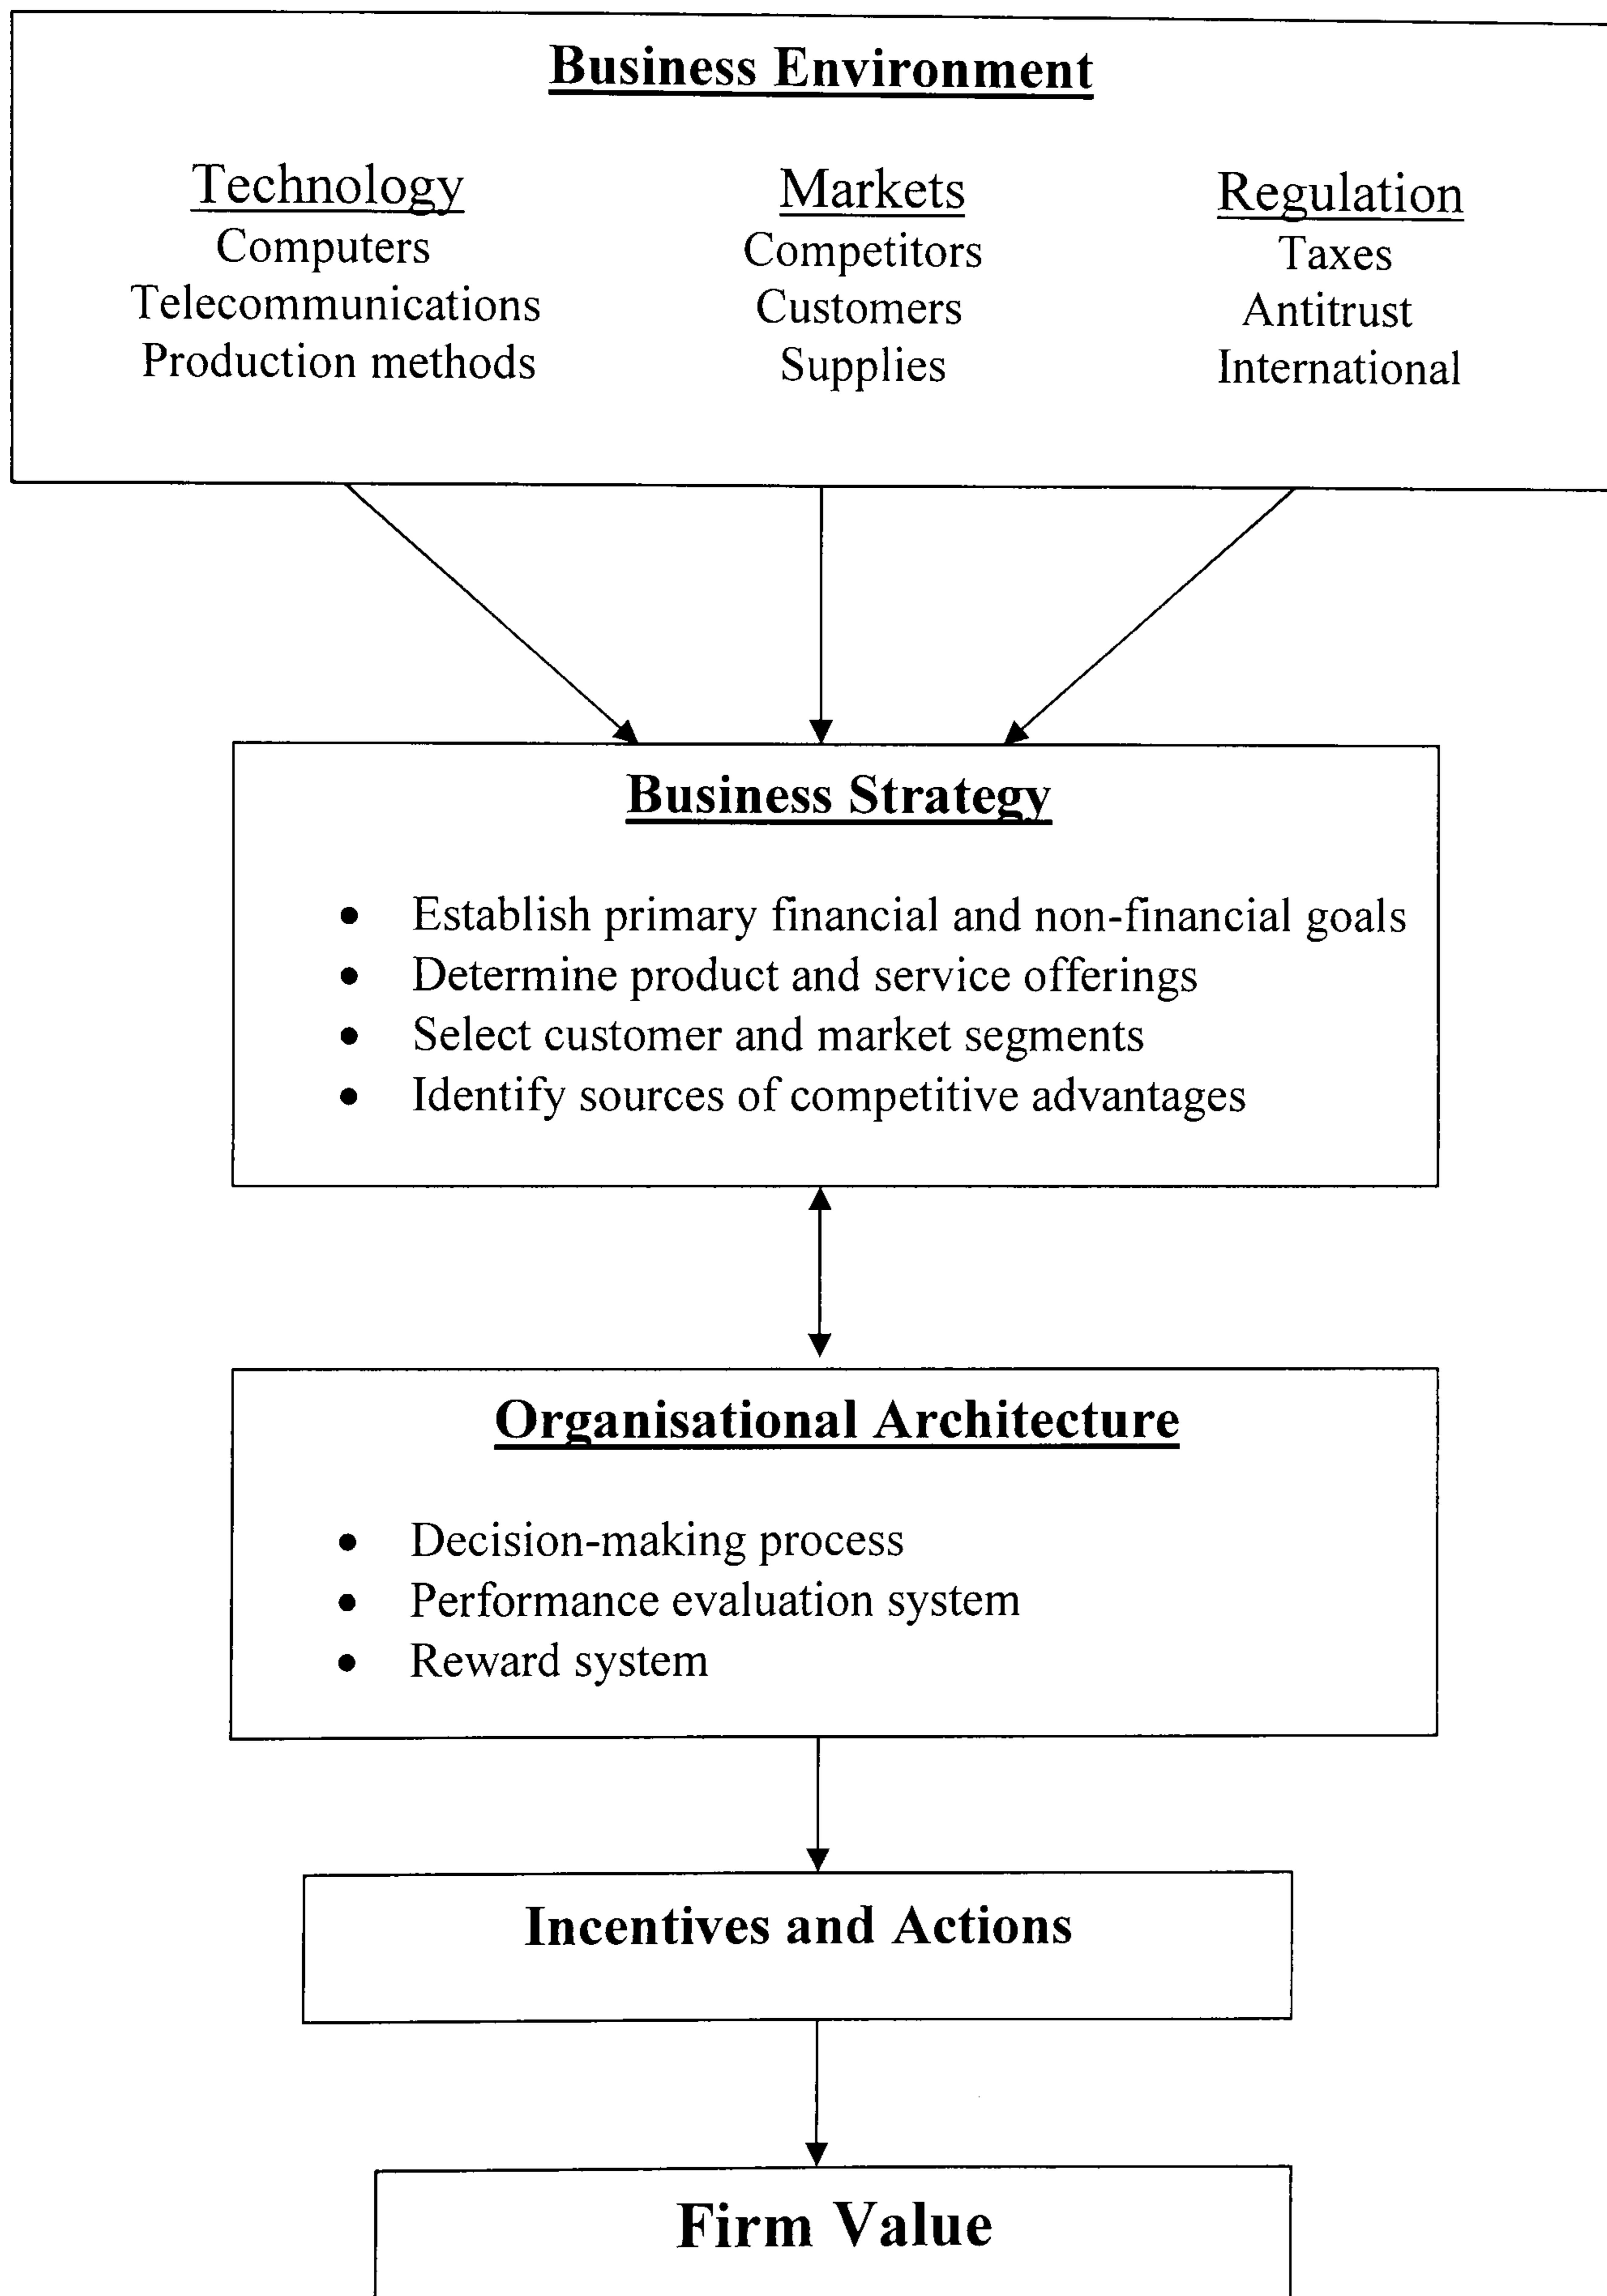 Business Environment
Technology
Computers
Telecommunications
Production methods
Markets
Competitors
Customers
Supplies
Regulation
Taxes
Antitrust
International
Business Strategy
• Establish primary financial and non-financial goals
• Determine product and service offerings
• Select customer and market segments
• Identify sources of competitive advantages
Organisational Architecture
• Decision-making process
• Performance evaluation system
• Reward system
Incentives and Actions
Firm Value